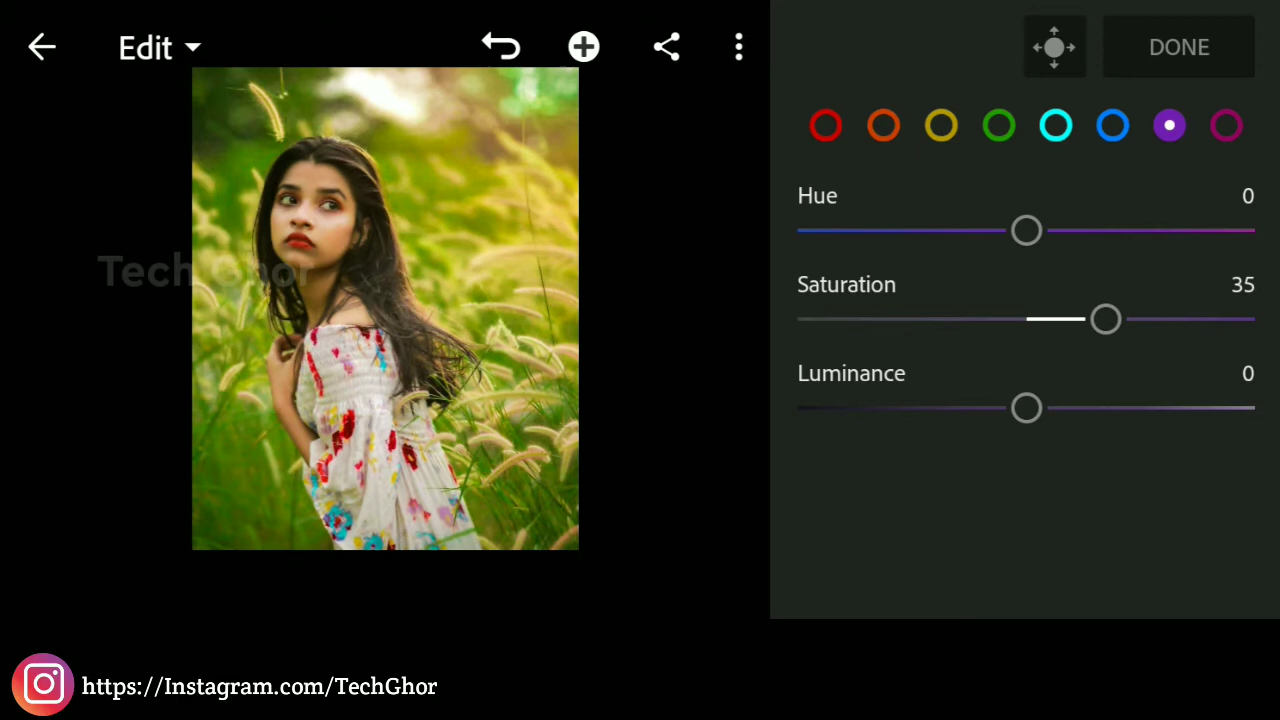 Edit
DONE
Hue 0
Saturation 35
Luminance 0
Tech Ghor
https://Instagram.com/TechGhor